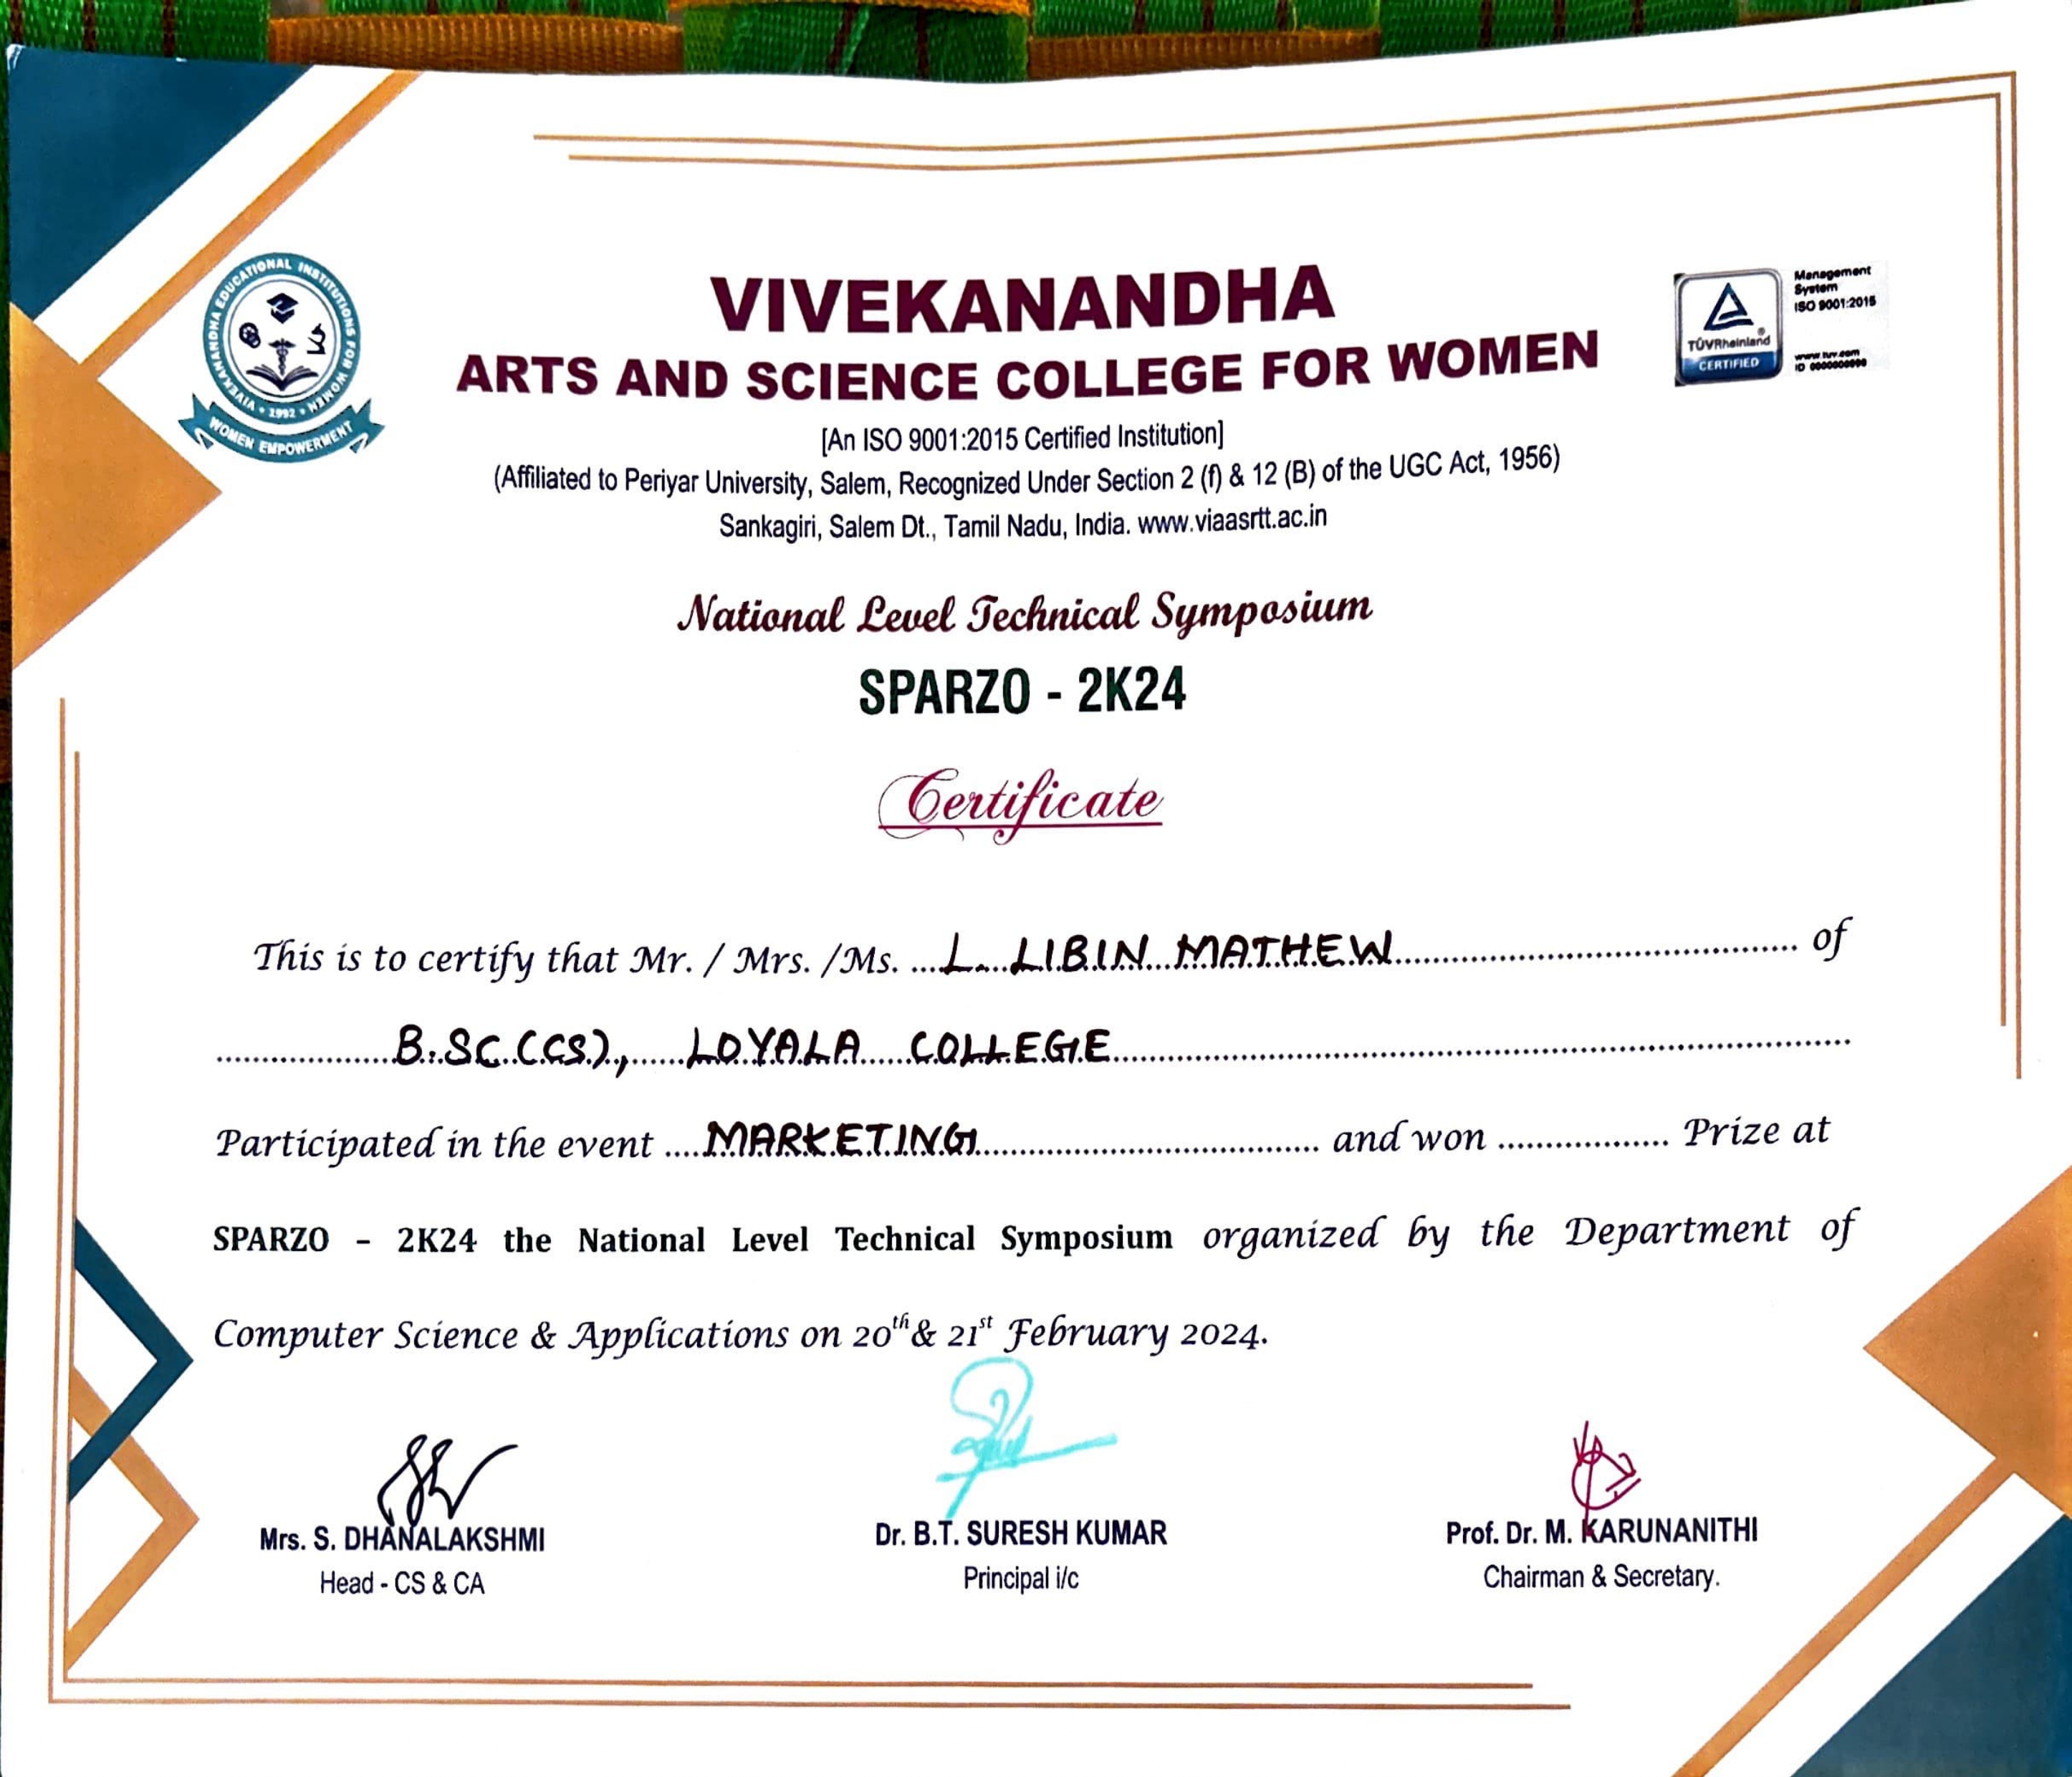 VIVEKANANDHA EDUCATIONAL INSTITUTIONS FOR WOMEN
• 1992 •
WOMEN EMPOWERMENT
VIVEKANANDHA
ARTS AND SCIENCE COLLEGE FOR WOMEN
[An ISO 9001:2015 Certified Institution]
(Affiliated to Periyar University, Salem, Recognized Under Section 2 (f) & 12 (B) of the UGC Act, 1956)
Sankagiri, Salem Dt., Tamil Nadu, India. www.viaasrtt.ac.in
TÜVRheinland®
CERTIFIED
Management
System
ISO 9001:2015
www.tuv.com
ID 0000000000
National Level Technical Symposium
SPARZO - 2K24
Certificate
This is to certify that Mr. / Mrs. /Ms. L. LIBIN MATHEW of
B.SC (CS), LOYALA COLLEGE
Participated in the event MARKETING and won ................. Prize at
SPARZO - 2K24 the National Level Technical Symposium organized by the Department of
Computer Science & Applications on 20th & 21st February 2024.
Mrs. S. DHANALAKSHMI
Head - CS & CA
Dr. B.T. SURESH KUMAR
Principal i/c
Prof. Dr. M. KARUNANITHI
Chairman & Secretary.